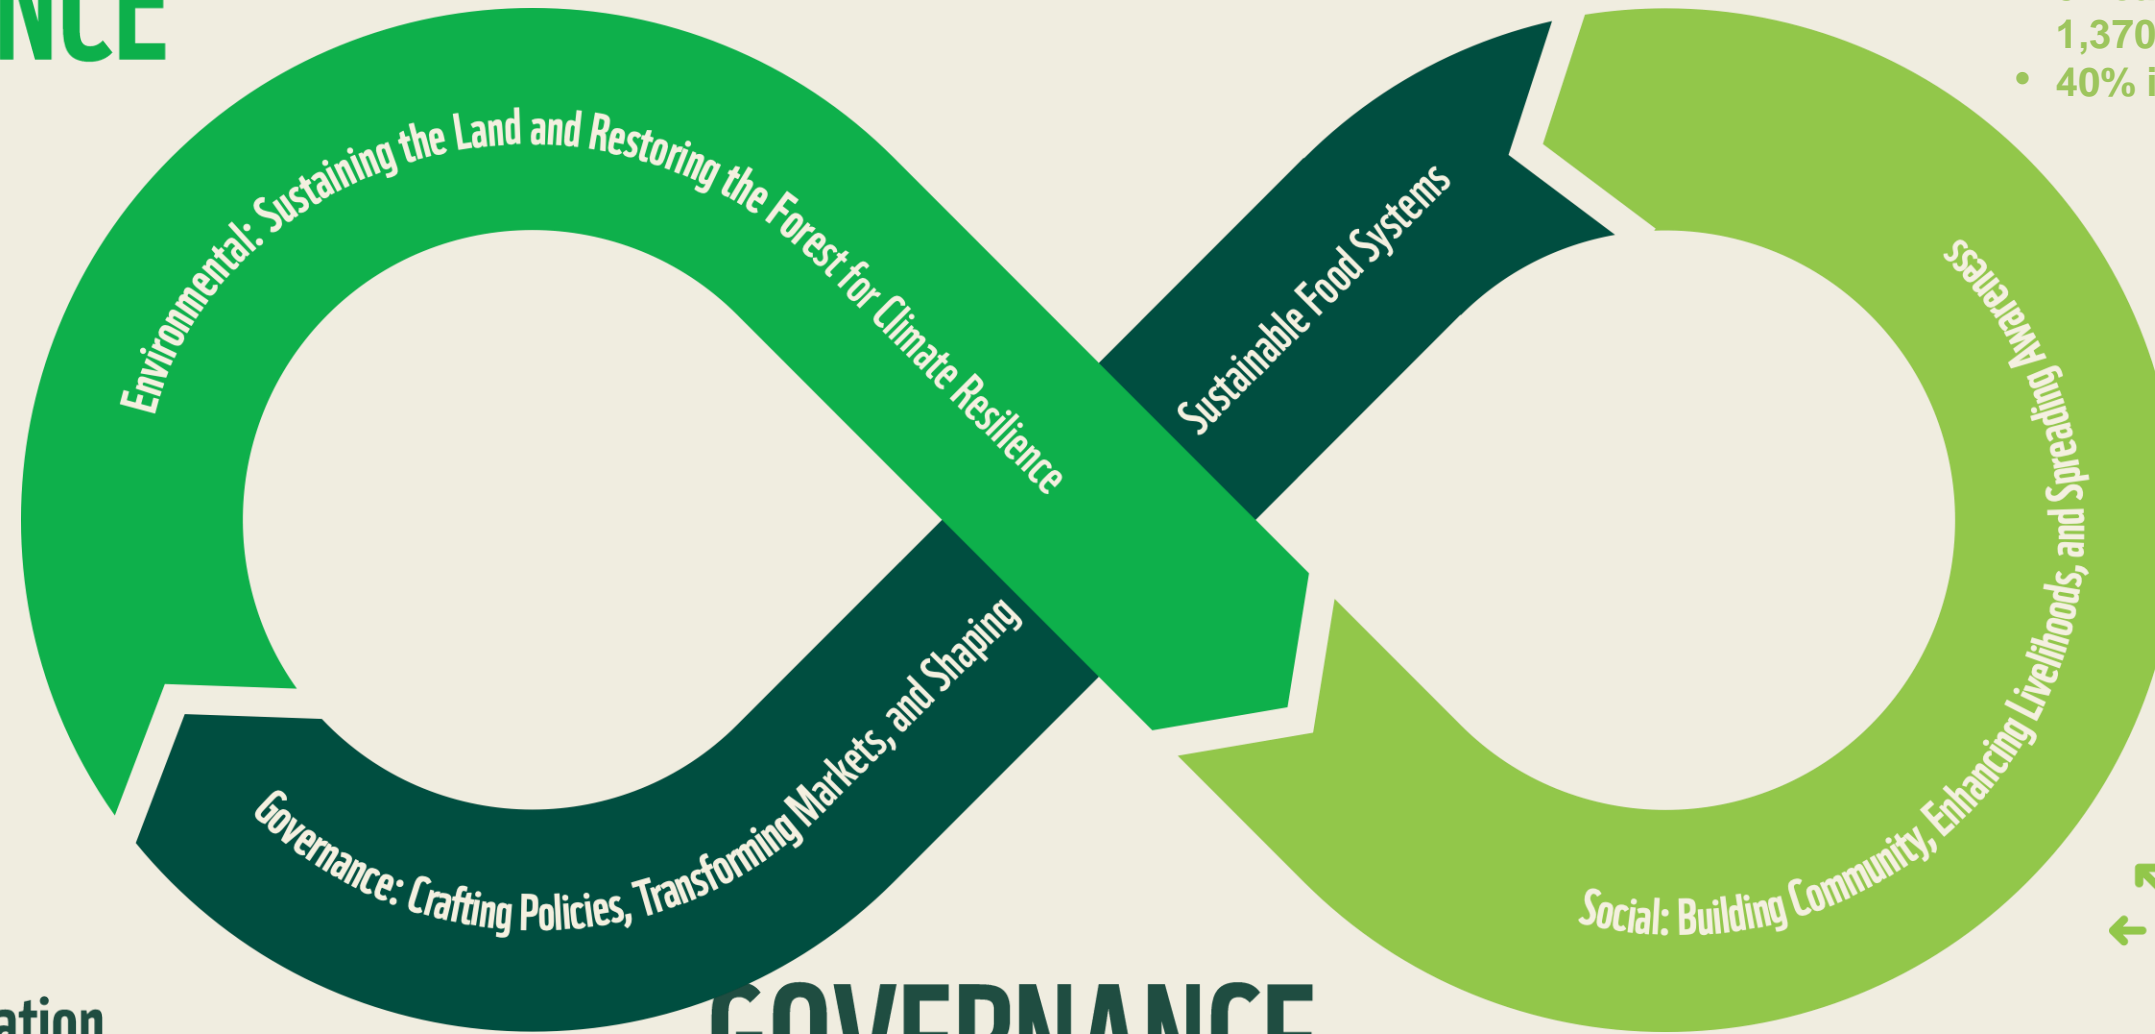 NCE
1,370
• 40% i
Environmental: Sustaining the Land and Restoring the Forest for Climate Resilience
Governance: Crafting Policies, Transforming Markets, and Shaping
Sustainable Food Systems
Social: Building Community, Enhancing Livelihoods, and Spreading Awareness
ation
GOVERNANCE